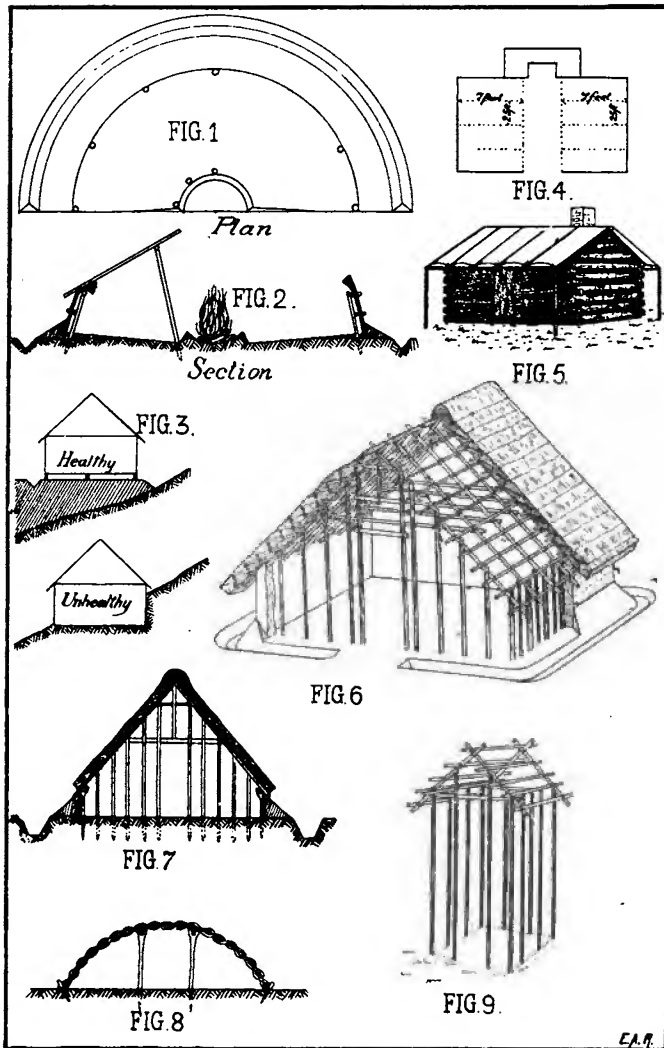 FIG.1
Plan
FIG.2.
Section
FIG.3.
Healthy
Unhealthy
7 feet
7 feet
FIG.4.
FIG.5.
FIG.6
FIG.7
FIG.8
FIG.9.
E.A.R.